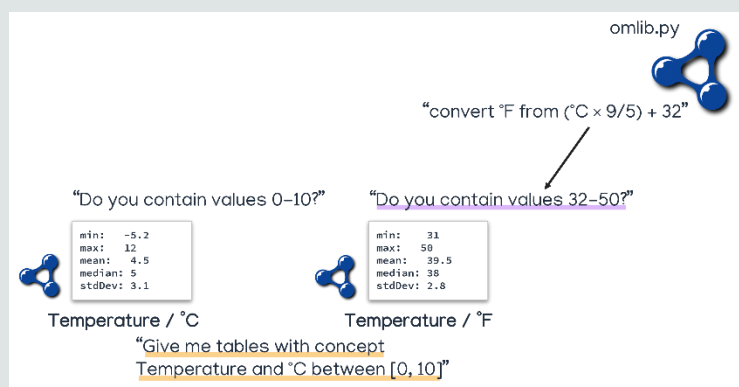 omlib.py
“convert °F from (°C × 9/5) + 32”
“Do you contain values 0–10?”
“Do you contain values 32–50?”
min: -5.2
max: 12
mean: 4.5
median: 5
stdDev: 3.1
min: 31
max: 50
mean: 39.5
median: 38
stdDev: 2.8
Temperature / °C
Temperature / °F
“Give me tables with concept
Temperature and °C between [0, 10]”